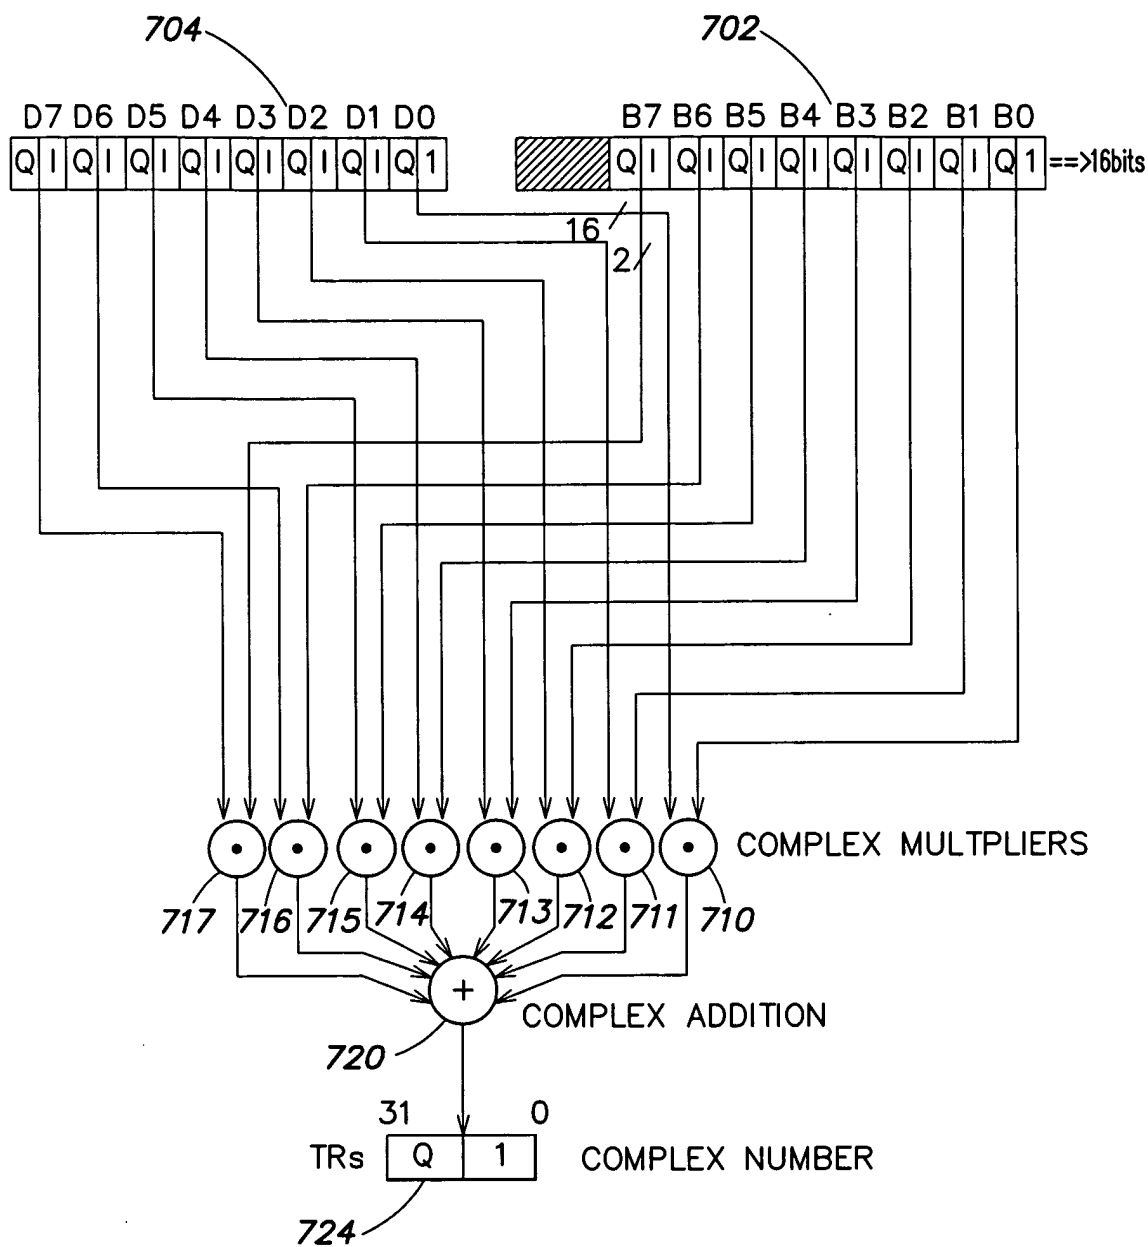 704
702
D7 D6 D5 D4 D3 D2 D1 D0
B7 B6 B5 B4 B3 B2 B1 B0
Q I Q I Q I Q I Q I Q I Q I Q 1
Q I Q I Q I Q I Q I Q I Q I Q 1 ==>16bits
16
2
COMPLEX MULTPLIERS
717 716 715 714 713 712 711 710
+
COMPLEX ADDITION
720
31 0
TRs Q 1 COMPLEX NUMBER
724